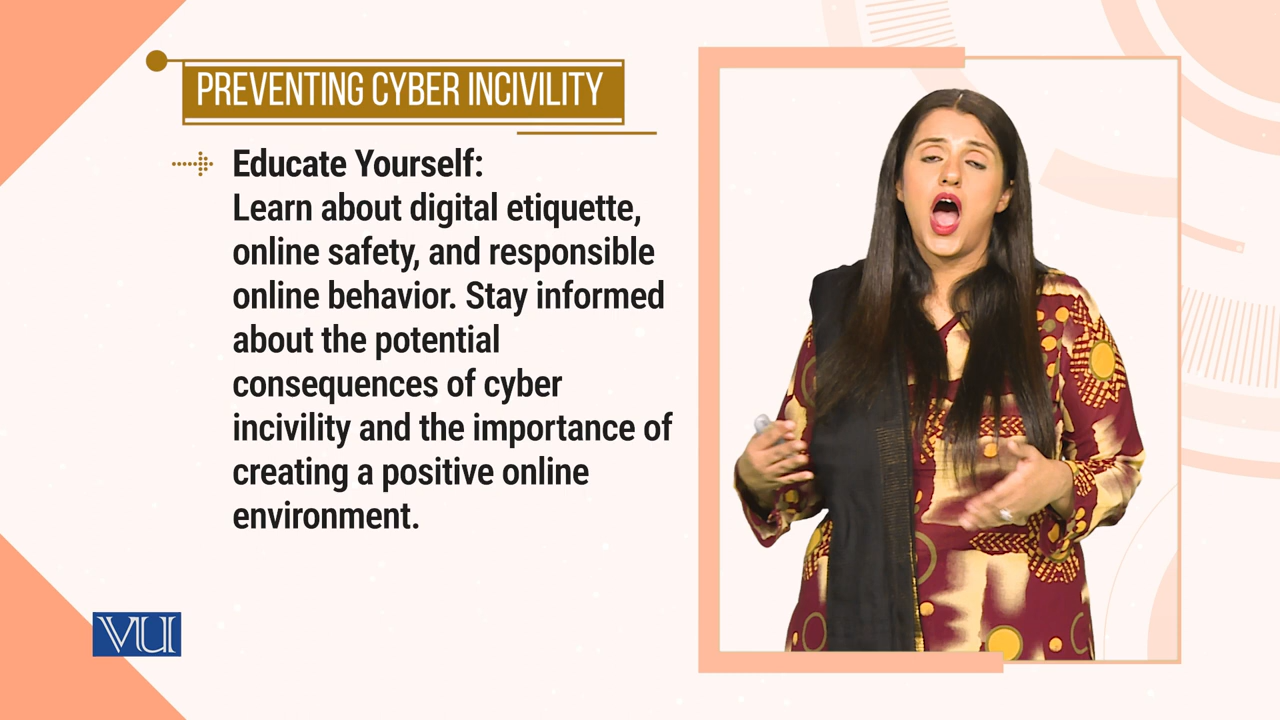 PREVENTING CYBER INCIVILITY
Educate Yourself:
Learn about digital etiquette,
online safety, and responsible
online behavior. Stay informed
about the potential
consequences of cyber
incivility and the importance of
creating a positive online
environment.
VU